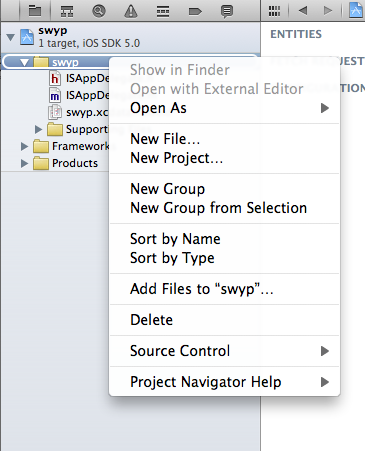 swyp
1 target, iOS SDK 5.0
ENTITIES
swyp
ISAppDe
ISAppDe
swyp.xc
Supporti
Frameworks
Products
Show in Finder
Open with External Editor
Open As
New File...
New Project...
New Group
New Group from Selection
Sort by Name
Sort by Type
Add Files to “swyp”...
Delete
Source Control
Project Navigator Help